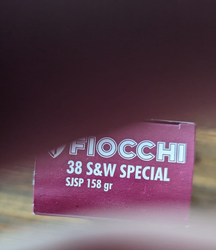 FIOCCHI
38 S&W SPECIAL
SJSP 158 gr